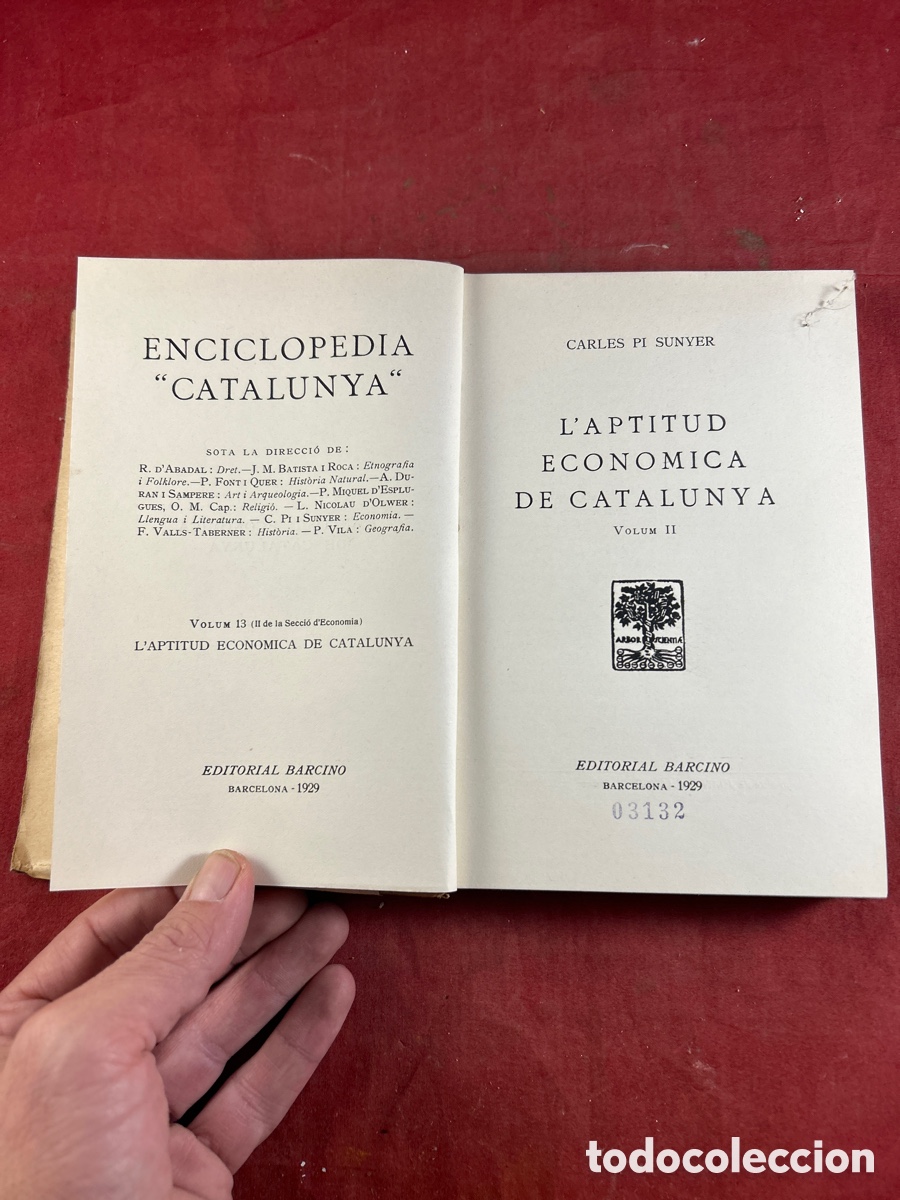 ENCICLOPEDIA
“CATALUNYA“
SOTA LA DIRECCIÓ DE:
R. D'ABADAL: Dret.—J. M. BATISTA I ROCA: Etnografia
i Folklore.—P. FONT I QUER: Història Natural.—A. DU-
RAN I SAMPERE: Art i Arqueologia.—P. MIQUEL D'ESPLU-
GUES, O. M. Cap.: Religió. — L. NICOLAU D'OLWER:
Llengua i Literatura. — C. PI I SUNYER: Economia. —
F. VALLS-TABERNER: Història. — P. VILA: Geografia.
VOLUM 13 (II de la Secció d'Economia)
L'APTITUD ECONOMICA DE CATALUNYA
EDITORIAL BARCINO
BARCELONA - 1929
CARLES PI SUNYER
L'APTITUD
ECONOMICA
DE CATALUNYA
VOLUM II
ARBOR SCIENTIÆ
EDITORIAL BARCINO
BARCELONA - 1929
03132
todocoleccion